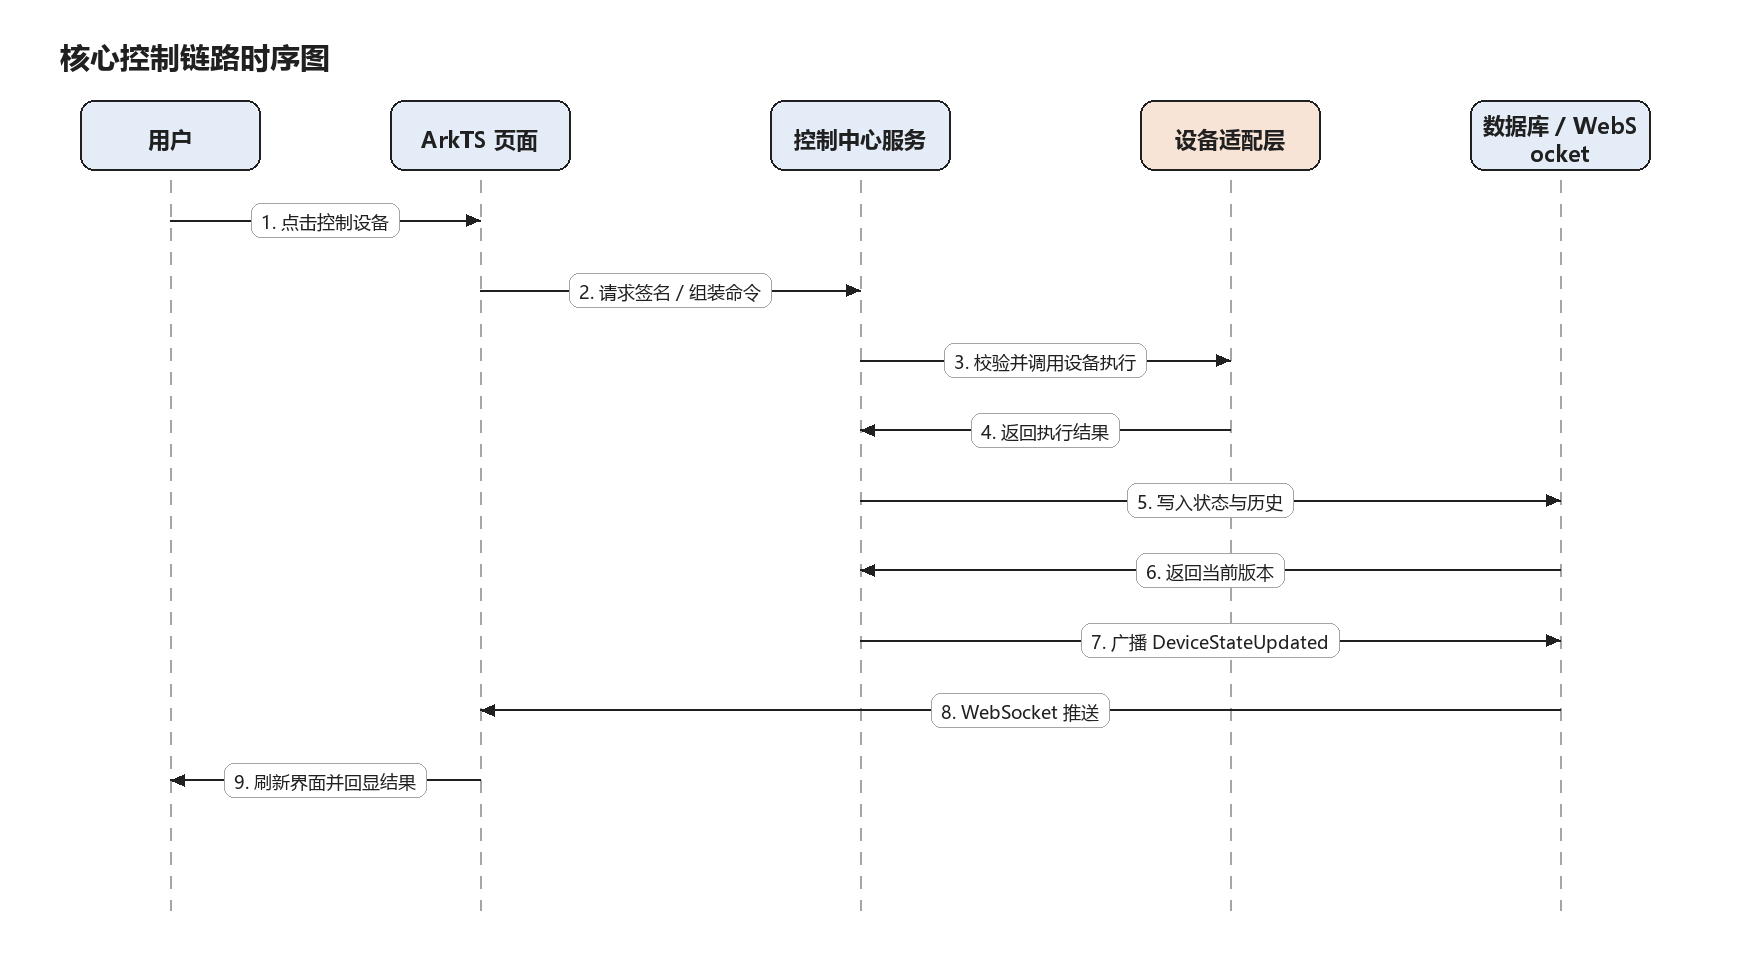 核心控制链路时序图
用户
ArkTS 页面
控制中心服务
设备适配层
数据库 / WebS
ocket
1. 点击控制设备
2. 请求签名 / 组装命令
3. 校验并调用设备执行
4. 返回执行结果
5. 写入状态与历史
6. 返回当前版本
7. 广播 DeviceStateUpdated
8. WebSocket 推送
9. 刷新界面并回显结果